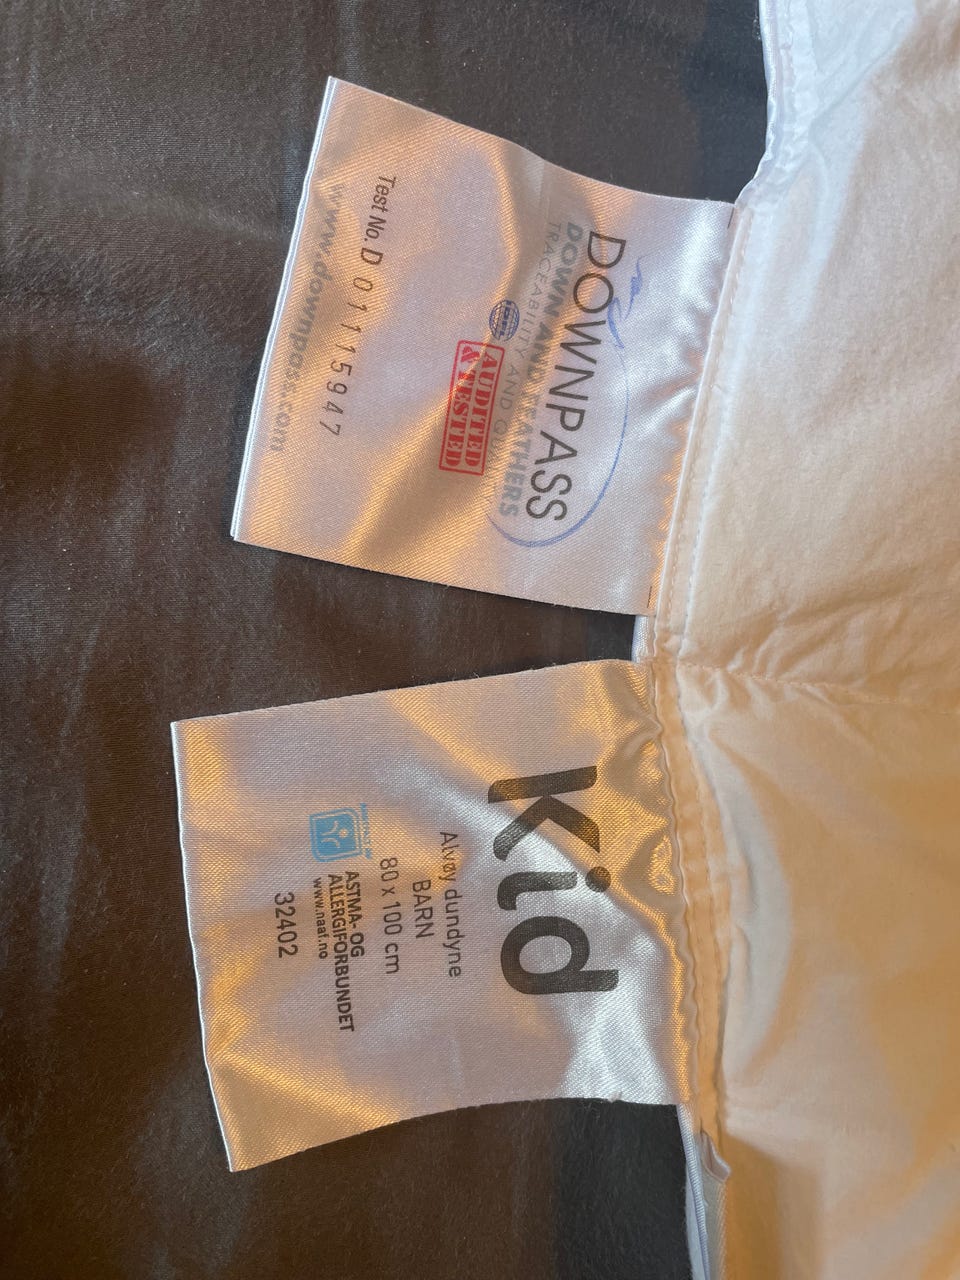 DOWNPASS
DOWN AND FEATHERS
TRACEABILITY AND QUALITY
IDFL
AUDITED
& TESTED
Test No. D 01115947
www.downpass.com
Kid
Alvøy dundyne
BARN
80 x 100 cm
ASTMA- OG
ALLERGIFORBUNDET
www.naaf.no
32402